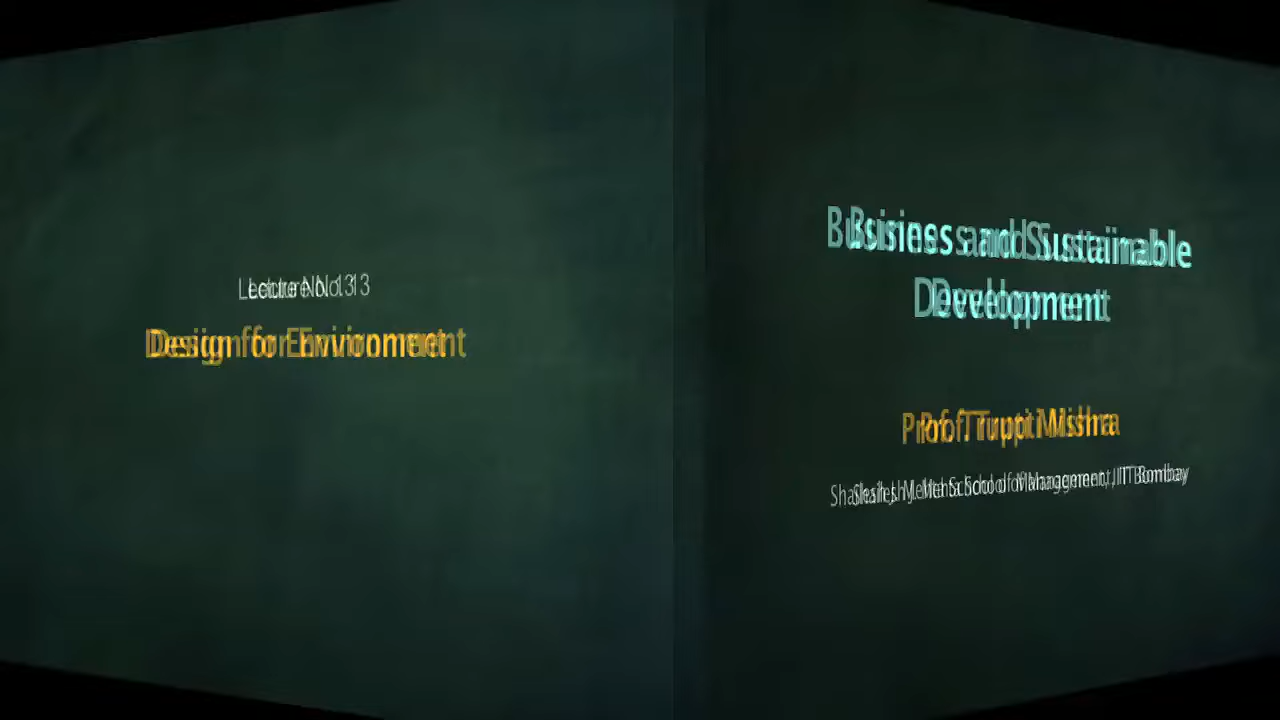 Lecture No. 13
Design for Environment
Business and Sustainable
Development
Prof. Trupti Mishra
Shailesh J. Mehta School of Management, IIT Bombay